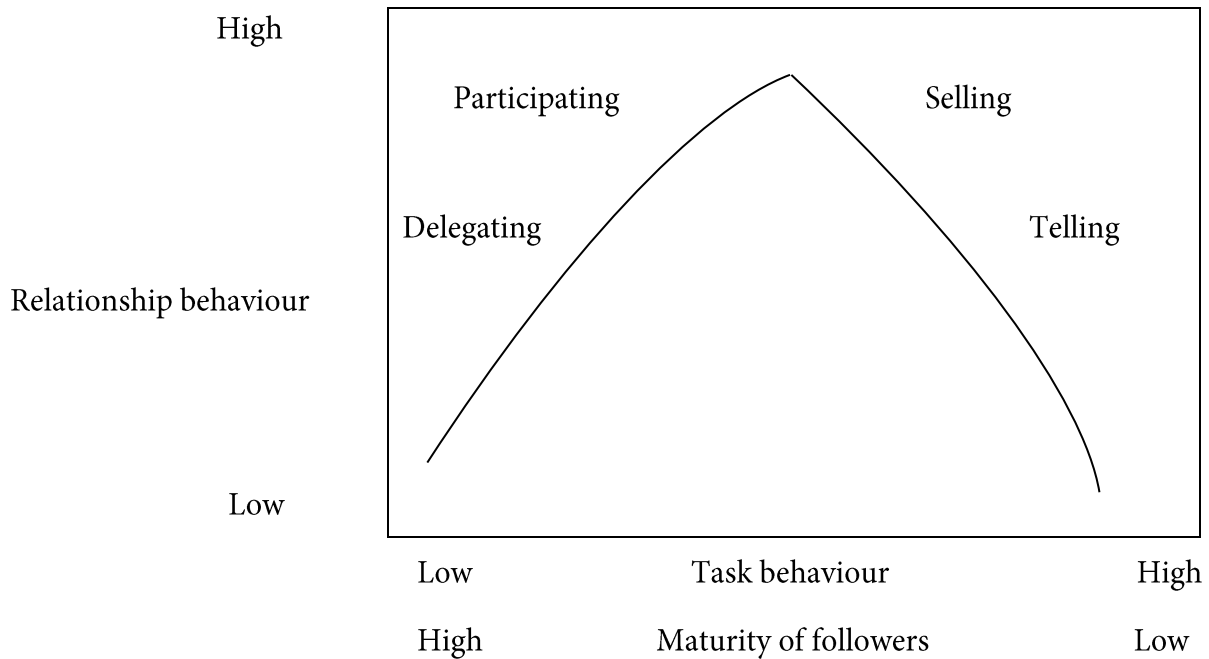 High
Participating
Selling
Delegating
Telling
Relationship behaviour
Low
Low Task behaviour High
High Maturity of followers Low